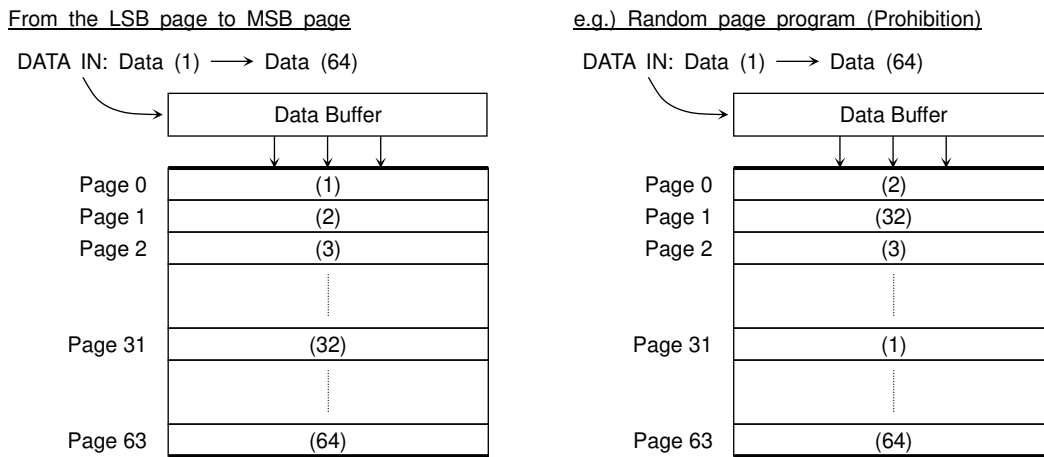 From the LSB page to MSB page
DATA IN: Data (1) → Data (64)
Data Buffer
Page 0 (1)
Page 1 (2)
Page 2 (3)
Page 31 (32)
Page 63 (64)
e.g.) Random page program (Prohibition)
DATA IN: Data (1) → Data (64)
Data Buffer
Page 0 (2)
Page 1 (32)
Page 2 (3)
Page 31 (1)
Page 63 (64)